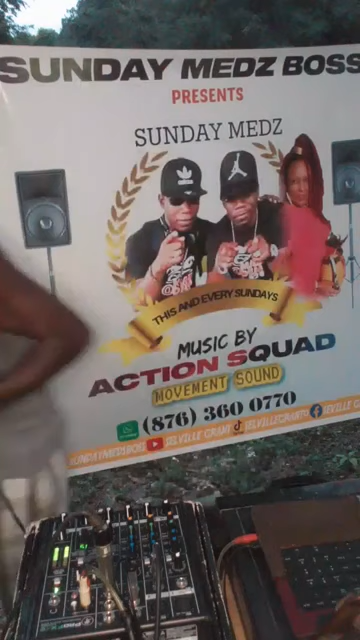 SUNDAY MEDZ BOSS
PRESENTS
SUNDAY MEDZ
THIS AND EVERY SUNDAYS
MUSIC BY
ACTION SQUAD
MOVEMENT SOUND
(876) 360 0770